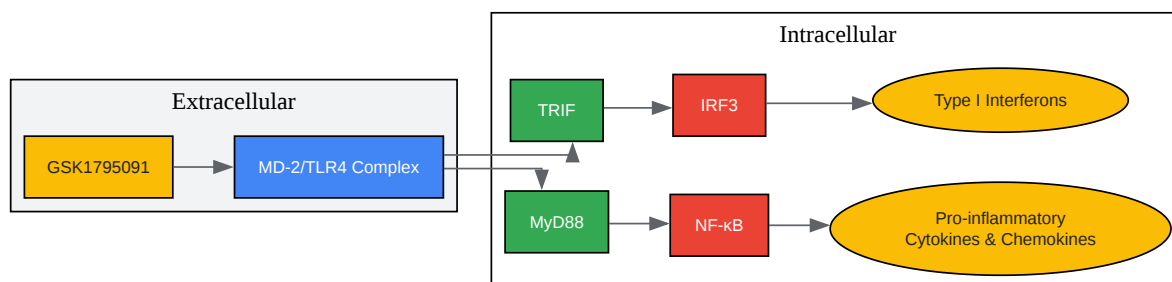 Extracellular
GSK1795091
MD-2/TLR4 Complex
Intracellular
TRIF
IRF3
Type I Interferons
MyD88
NF-κB
Pro-inflammatory
Cytokines & Chemokines